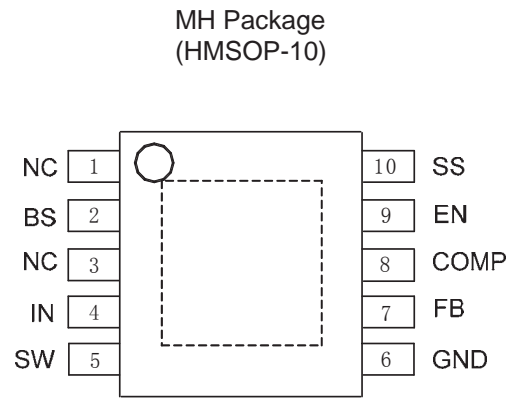 MH Package
(HMSOP-10)
NC 1 10 SS
BS 2 9 EN
NC 3 8 COMP
IN 4 7 FB
SW 5 6 GND